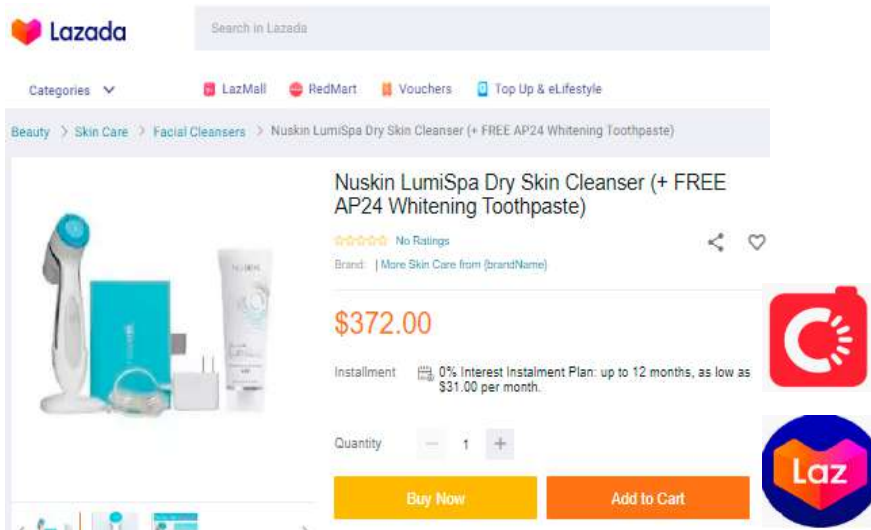 Lazada
Search in Lazada
Categories
LazMall
RedMart
Vouchers
Top Up & eLifestyle
Beauty > Skin Care > Facial Cleansers > Nuskin LumiSpa Dry Skin Cleanser (+ FREE AP24 Whitening Toothpaste)
Nuskin LumiSpa Dry Skin Cleanser (+ FREE
AP24 Whitening Toothpaste)
No Ratings
Brand: | More Skin Care from {brandName}
$372.00
Installment 0% Interest Instalment Plan: up to 12 months, as low as
$31.00 per month.
Quantity - 1 +
Buy Now
Add to Cart
Laz